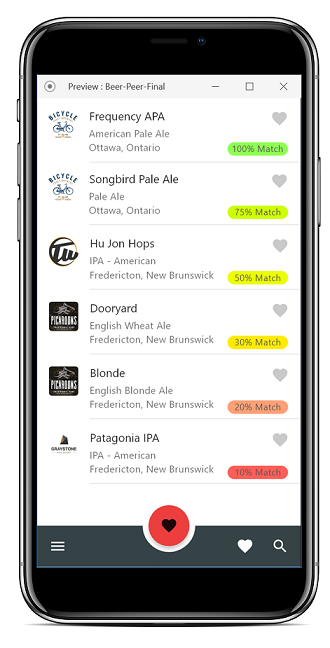 Preview : Beer-Peer-Final
BICYCLE
Frequency APA
American Pale Ale
Ottawa, Ontario
100% Match
BICYCLE
Songbird Pale Ale
Pale Ale
Ottawa, Ontario
75% Match
Hu Jon Hops
IPA - American
Fredericton, New Brunswick
50% Match
PICAROONS
Dooryard
English Wheat Ale
Fredericton, New Brunswick
30% Match
PICAROONS
Blonde
English Blonde Ale
Fredericton, New Brunswick
20% Match
GRAYSTONE
Patagonia IPA
IPA - American
Fredericton, New Brunswick
10% Match